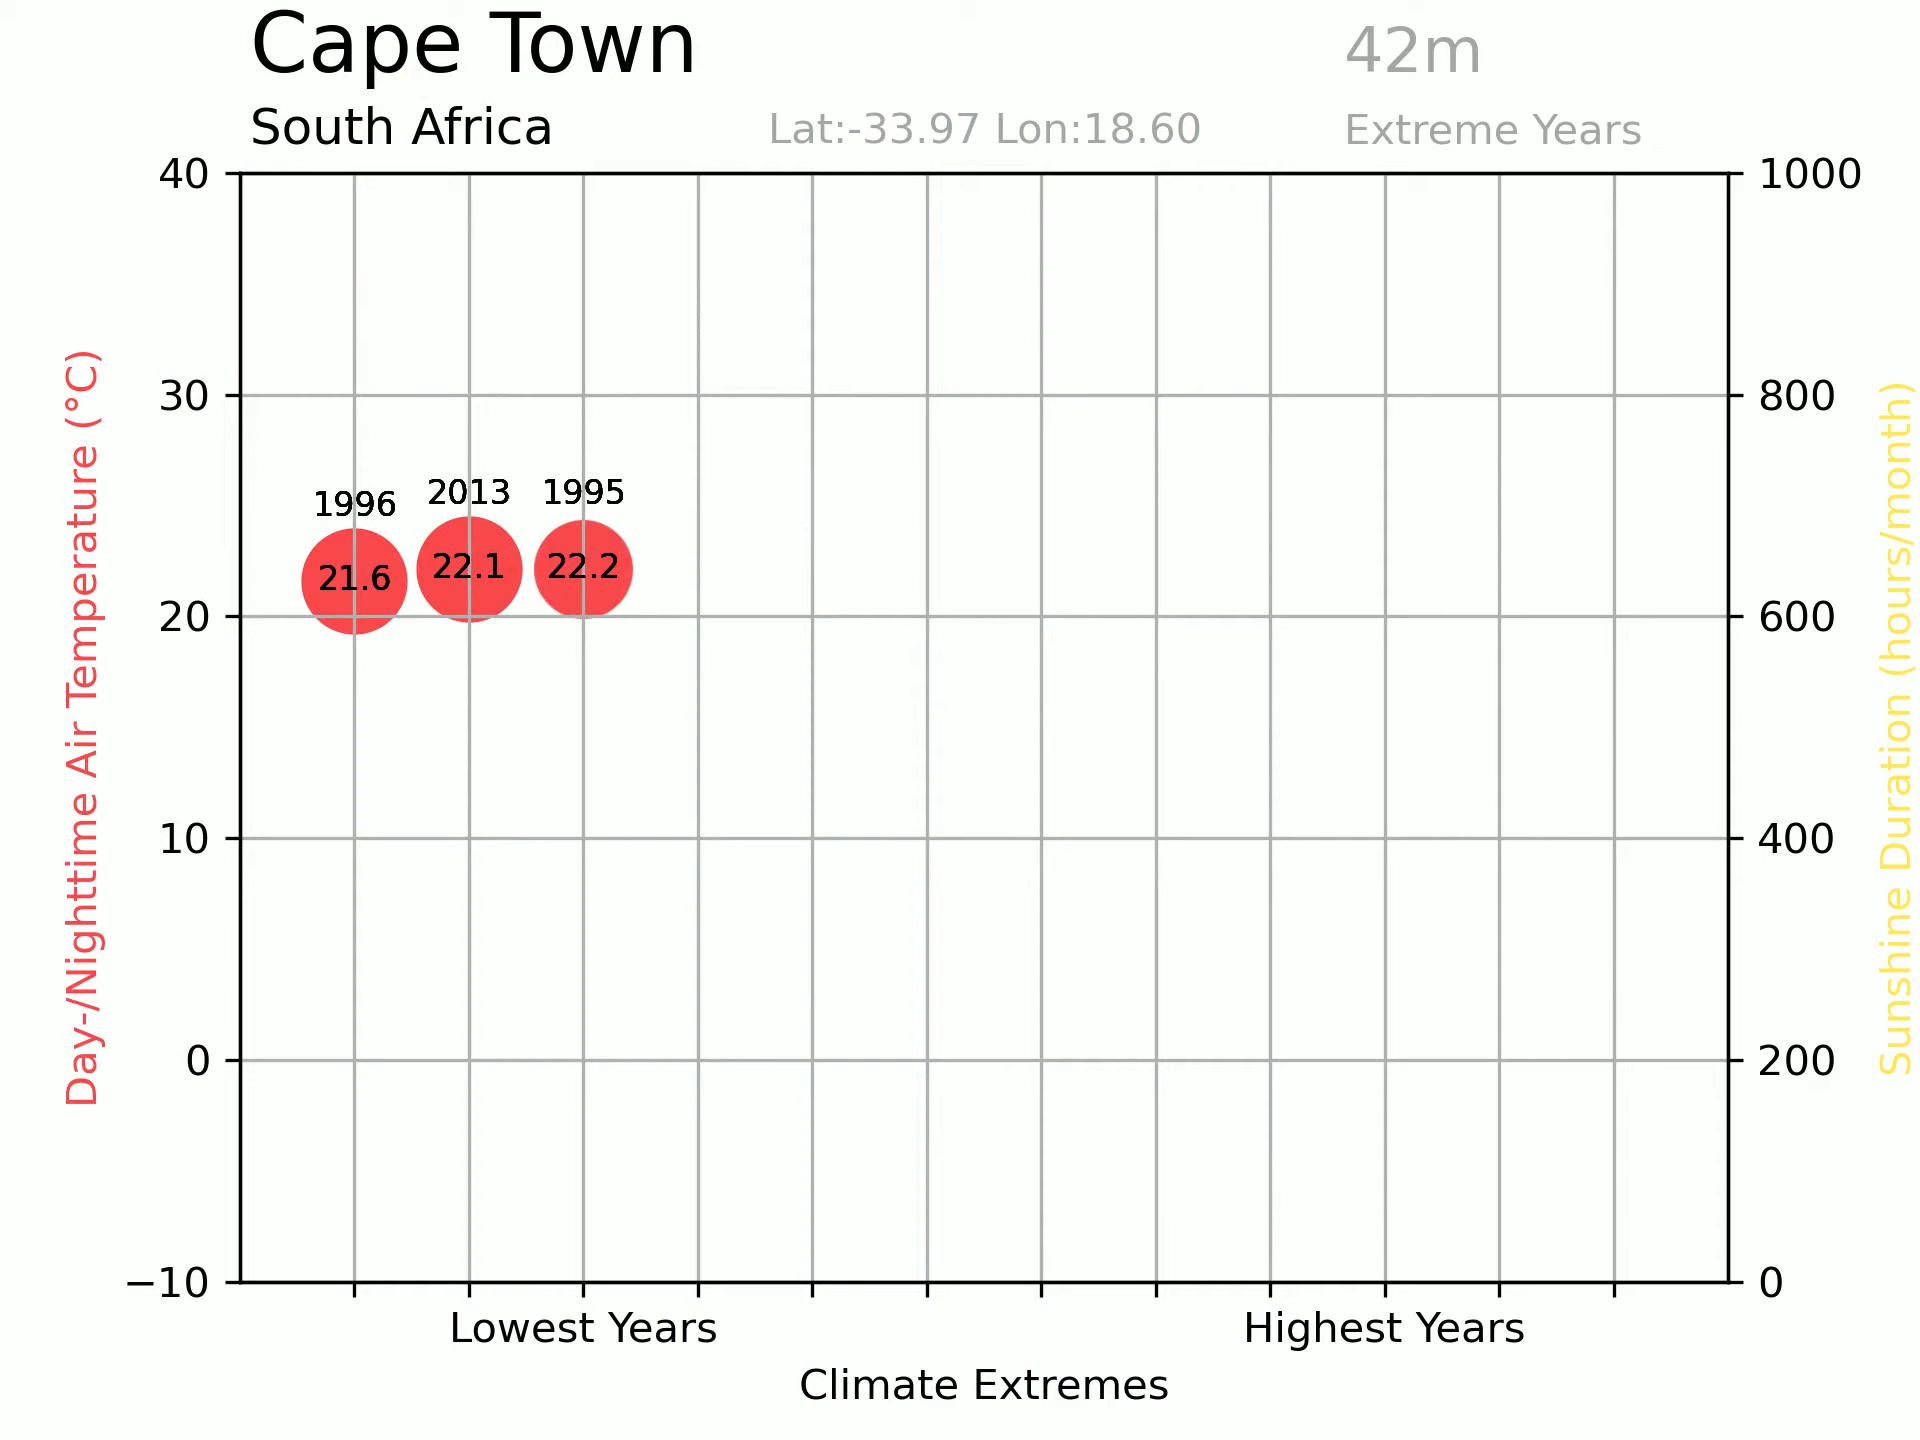 Cape Town
42m
South Africa
Lat:-33.97 Lon:18.60
Extreme Years
40
1000
30
800
1996
2013
1995
21.6
22.1
22.2
20
600
10
400
0
200
−10
0
Day-/Nighttime Air Temperature (°C)
Sunshine Duration (hours/month)
Lowest Years
Highest Years
Climate Extremes